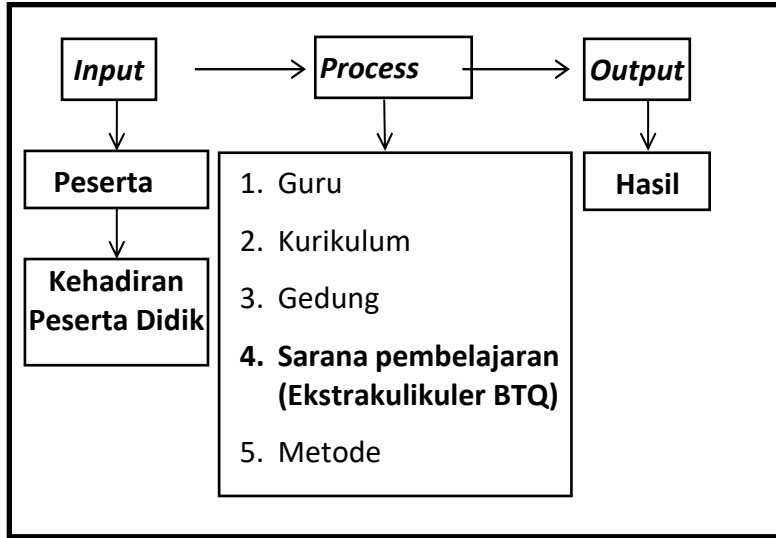 Input
Process
Output
Peserta
Kehadiran
Peserta Didik
1. Guru
2. Kurikulum
3. Gedung
4. Sarana pembelajaran
(Ekstrakulikuler BTQ)
5. Metode
Hasil